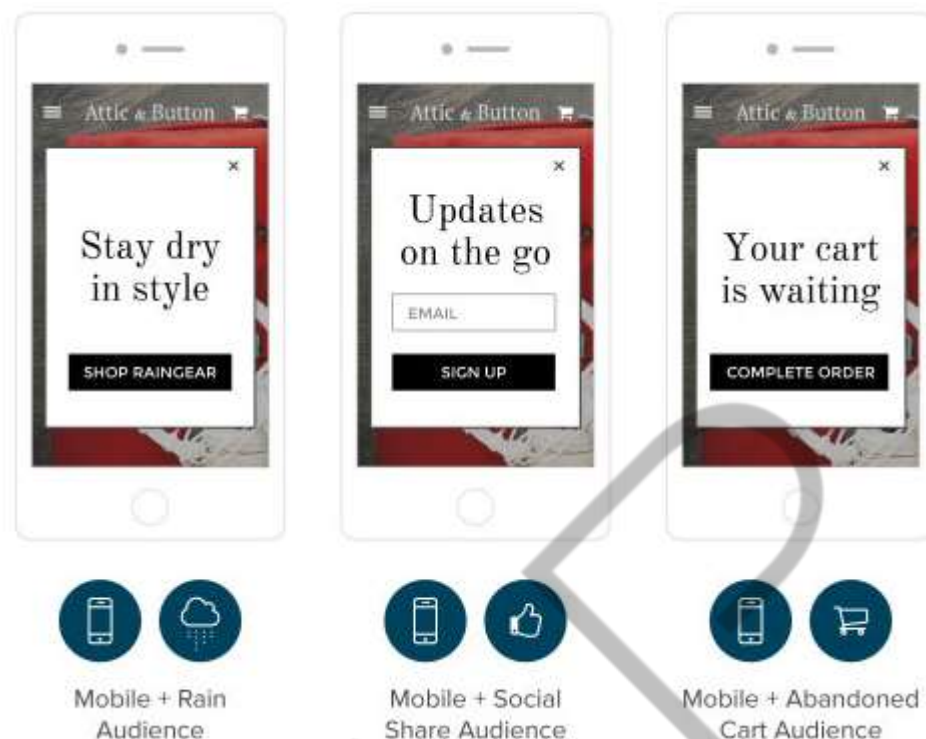 Attic & Button
×
Stay dry
in style
SHOP RAINGEAR
Mobile + Rain
Audience
Attic & Button
×
Updates
on the go
EMAIL
SIGN UP
Mobile + Social
Share Audience
Attic & Button
×
Your cart
is waiting
COMPLETE ORDER
Mobile + Abandoned
Cart Audience